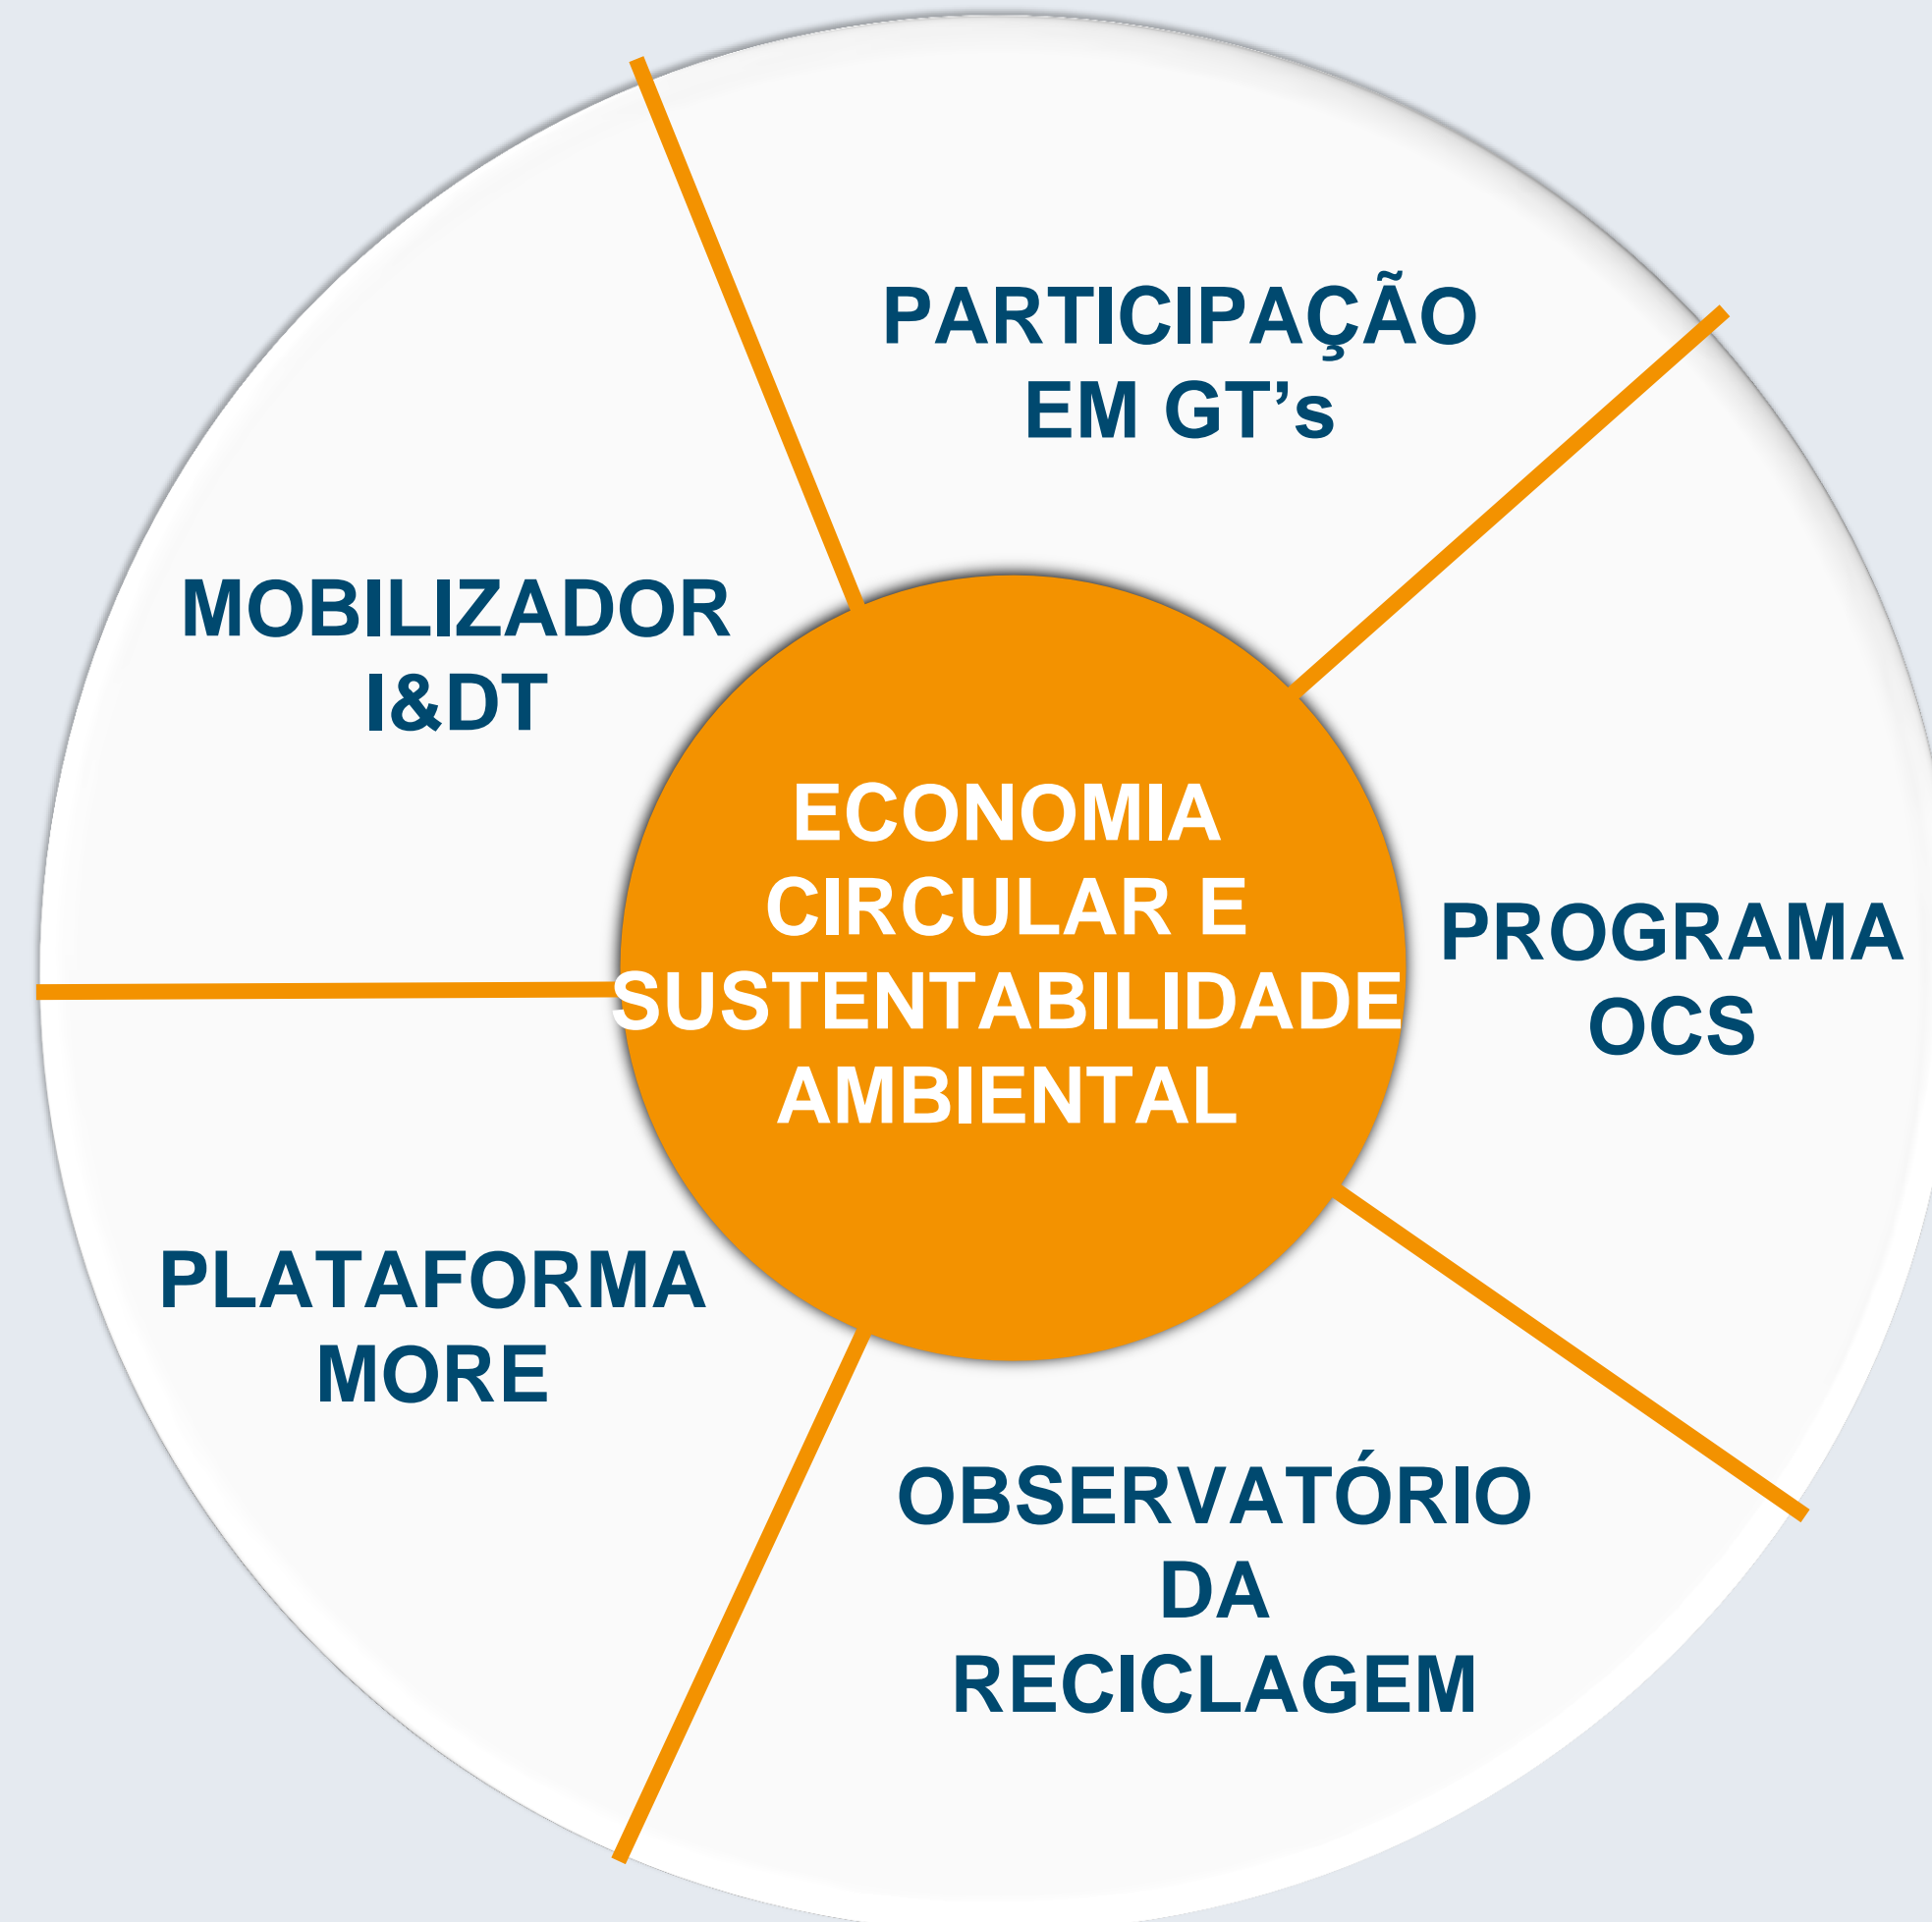 PARTICIPAÇÃO
EM GT’s
MOBILIZADOR
I&DT
ECONOMIA
CIRCULAR E
SUSTENTABILIDADE
AMBIENTAL
PROGRAMA
OCS
PLATAFORMA
MORE
OBSERVATÓRIO
DA
RECICLAGEM